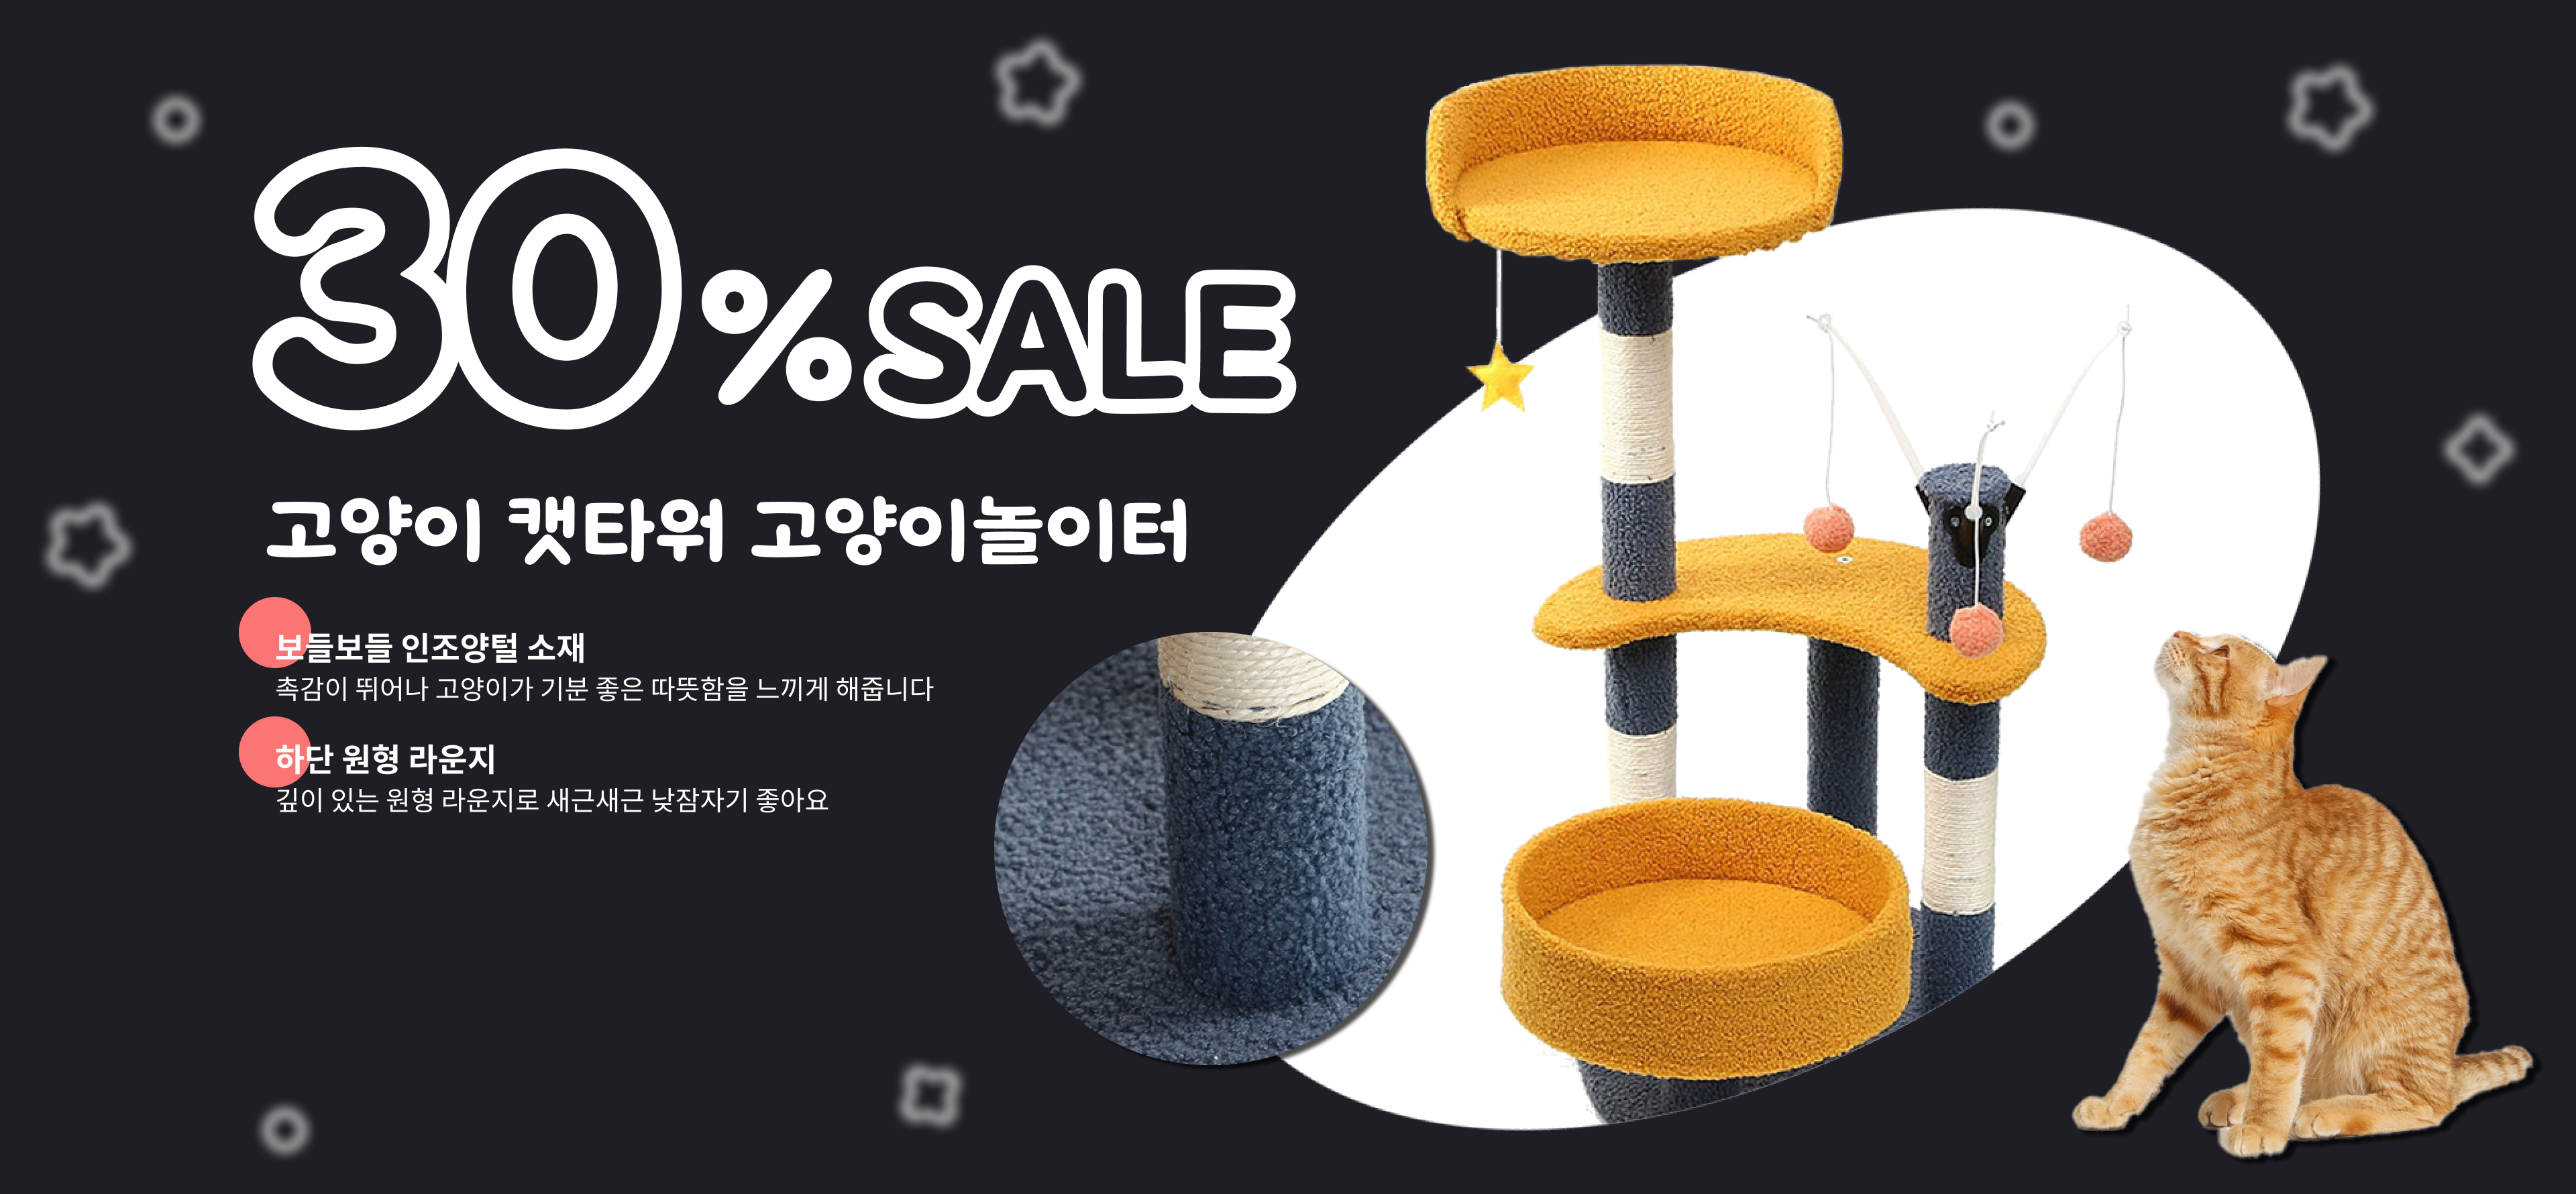 30%SALE
고양이 캣타워 고양이놀이터
보들보들 인조양털 소재
촉감이 뛰어나 고양이가 기분 좋은 따뜻함을 느끼게 해줍니다
하단 원형 라운지
깊이 있는 원형 라운지로 새근새근 낮잠자기 좋아요